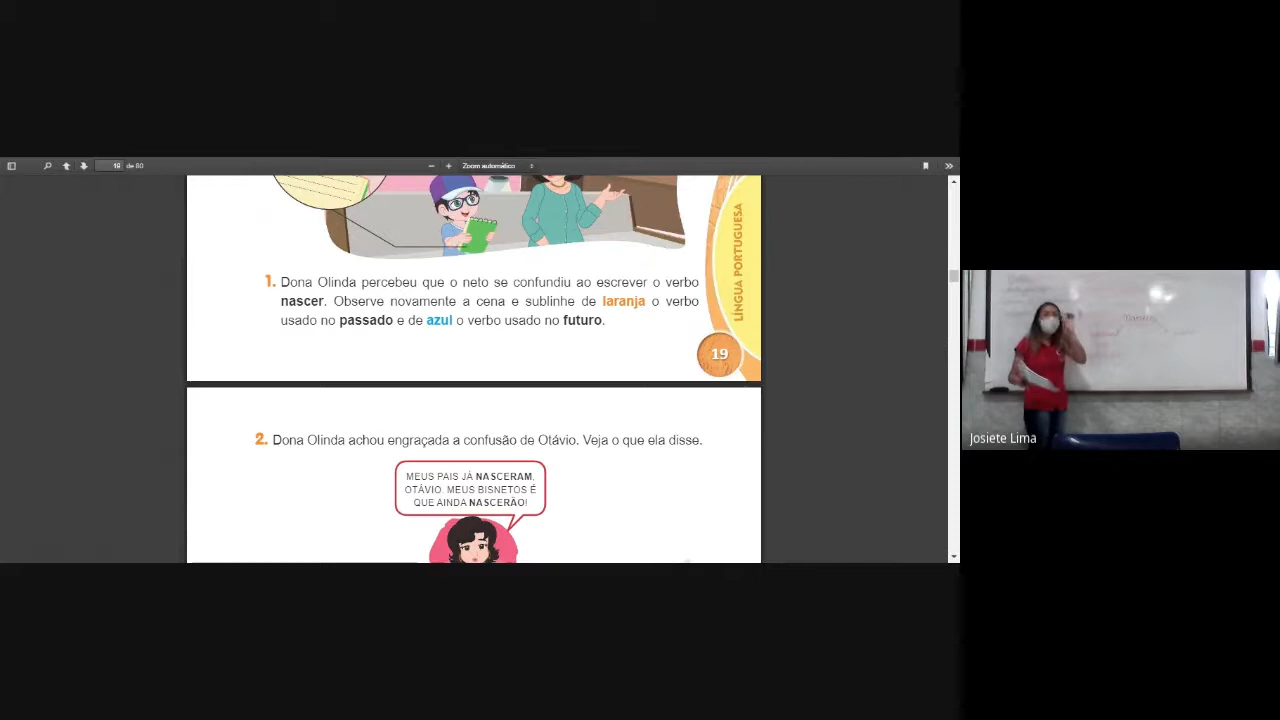 19 de 80
Zoom automático
LÍNGUA PORTUGUESA
1. Dona Olinda percebeu que o neto se confundiu ao escrever o verbo
nascer. Observe novamente a cena e sublinhe de laranja o verbo
usado no passado e de azul o verbo usado no futuro.
19
2. Dona Olinda achou engraçada a confusão de Otávio. Veja o que ela disse.
MEUS PAIS JÁ NASCERAM,
OTÁVIO. MEUS BISNETOS É
QUE AINDA NASCERÃO!
Josiete Lima